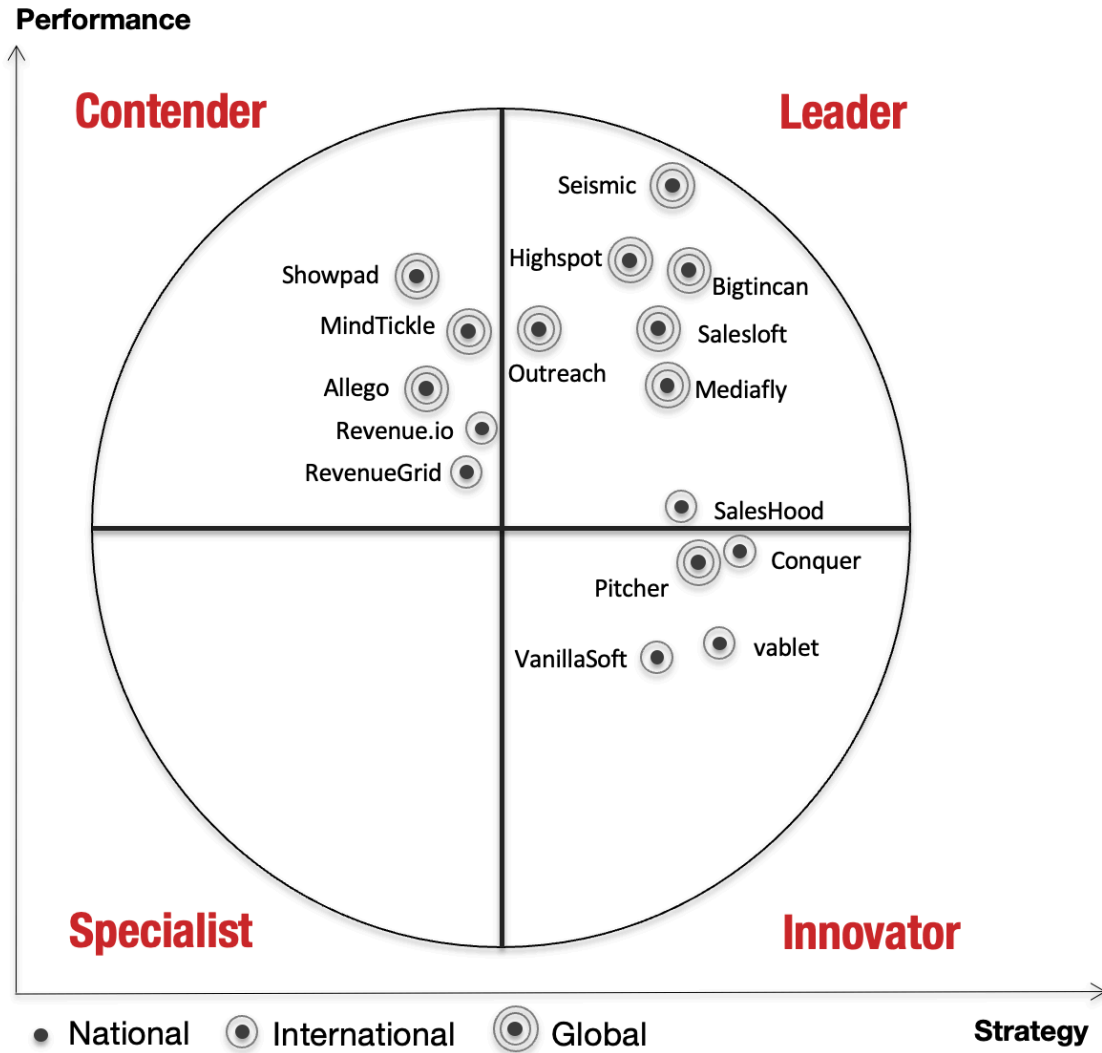 Performance
Contender
Leader
Seismic
Highspot
Showpad
Bigtincan
MindTickle
Salesloft
Outreach
Allego
Mediafly
Revenue.io
RevenueGrid
SalesHood
Conquer
Pitcher
VanillaSoft
vablet
Specialist
Innovator
National
International
Global
Strategy